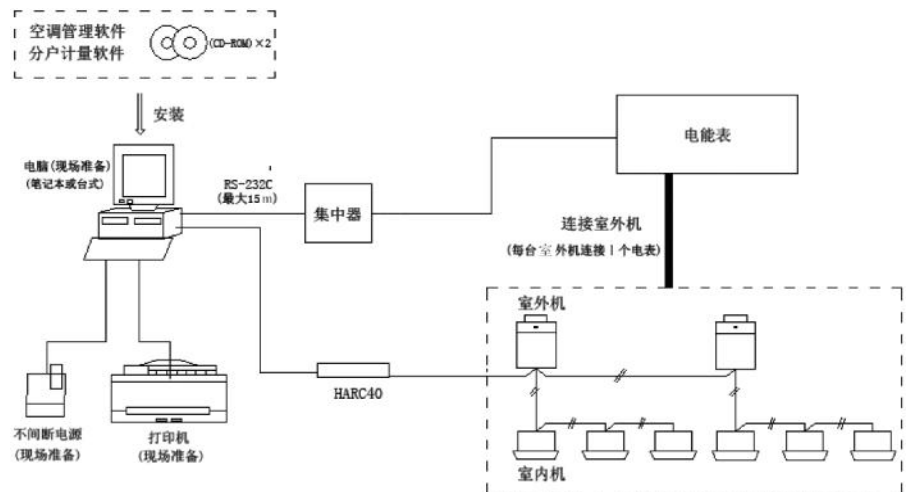 空调管理软件
分户计量软件
(CD-ROM)×2
安装
电脑(现场准备)
(笔记本或台式)
RS-232C
(最大15m)
集中器
电能表
连接室外机
(每台室外机连接1个电表)
室外机
HARC40
不间断电源
(现场准备)
打印机
(现场准备)
室内机